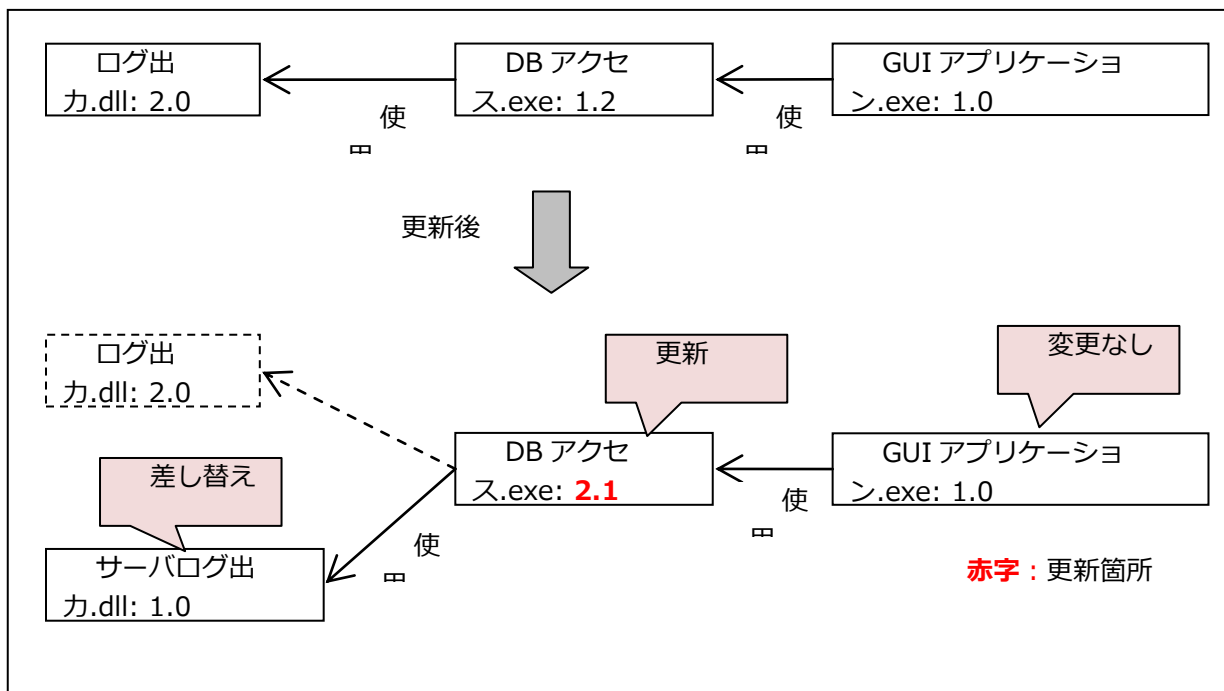 ログ出
力.dll: 2.0
DB アクセ
ス.exe: 1.2
GUI アプリケーショ
ン.exe: 1.0
使
使
更新後
ログ出
力.dll: 2.0
更新
変更なし
DB アクセ
ス.exe: 2.1
GUI アプリケーショ
ン.exe: 1.0
差し替え
使
使
サーバログ出
力.dll: 1.0
赤字：更新箇所